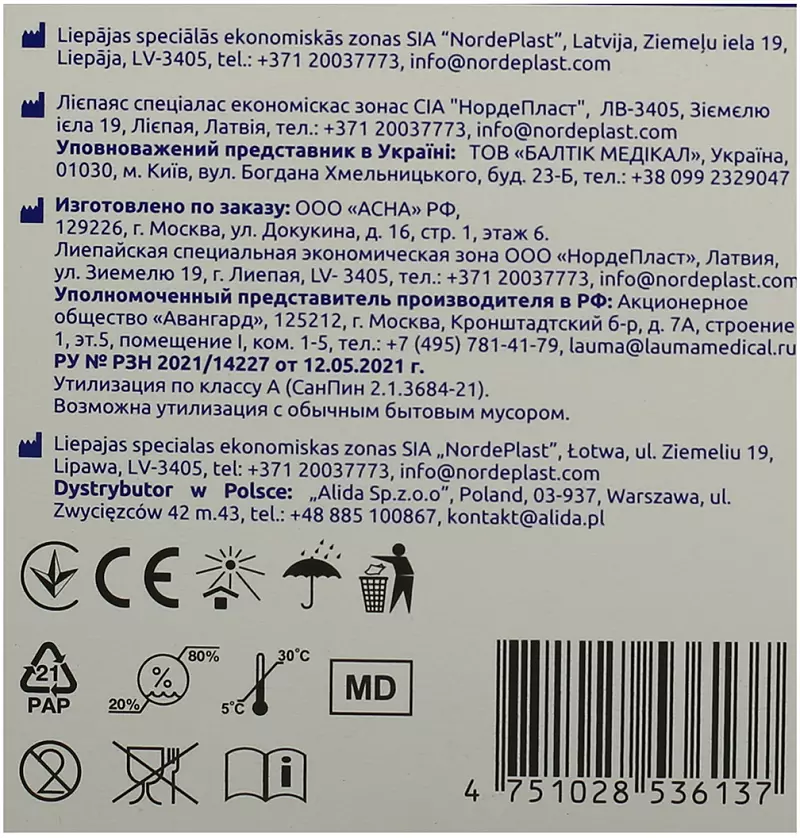 Liepājas speciālās ekonomiskās zonas SIA “NordePlast”, Latvija, Ziemeļu iela 19,
Liepāja, LV-3405, tel.: +371 20037773, info@nordeplast.com
Лієпаяс спеціалас економіскас зонас СІА "НордеПласт", ЛВ-3405, Зіємєлю
ієла 19, Лієпая, Латвія, тел.: +371 20037773, info@nordeplast.com
Уповноважений представник в Україні: ТОВ «БАЛТІК МЕДІКАЛ», Україна,
01030, м. Київ, вул. Богдана Хмельницького, буд. 23-Б, тел.: +38 099 2329047
Изготовлено по заказу: ООО «АСНА» РФ,
129226, г. Москва, ул. Докукина, д. 16, стр. 1, этаж 6.
Лиепайская специальная экономическая зона ООО «НордеПласт», Латвия,
ул. Зиемелю 19, г. Лиепая, LV- 3405, тел.: +371 20037773, info@nordeplast.com
Уполномоченный представитель производителя в РФ: Акционерное
общество «Авангард», 125212, г. Москва, Кронштадтский б-р, д. 7А, строение
1, эт.5, помещение I, ком. 1-5, тел.: +7 (495) 781-41-79, lauma@laumamedical.ru
РУ № РЗН 2021/14227 от 12.05.2021 г.
Утилизация по классу А (СанПин 2.1.3684-21).
Возможна утилизация с обычным бытовым мусором.
Liepajas specialas ekonomiskas zonas SIA „NordePlast”, Łotwa, ul. Ziemeliu 19,
Lipawa, LV-3405, tel: +371 20037773, info@nordeplast.com
Dystrybutor w Polsce: „Alida Sp.z.o.o”, Poland, 03-937, Warszawa, ul.
Zwycięzców 42 m.43, tel.: +48 885 100867, kontakt@alida.pl
CE
21 PAP
20% % 80%
5°C 30°C
MD
2
i
4 751028 536137